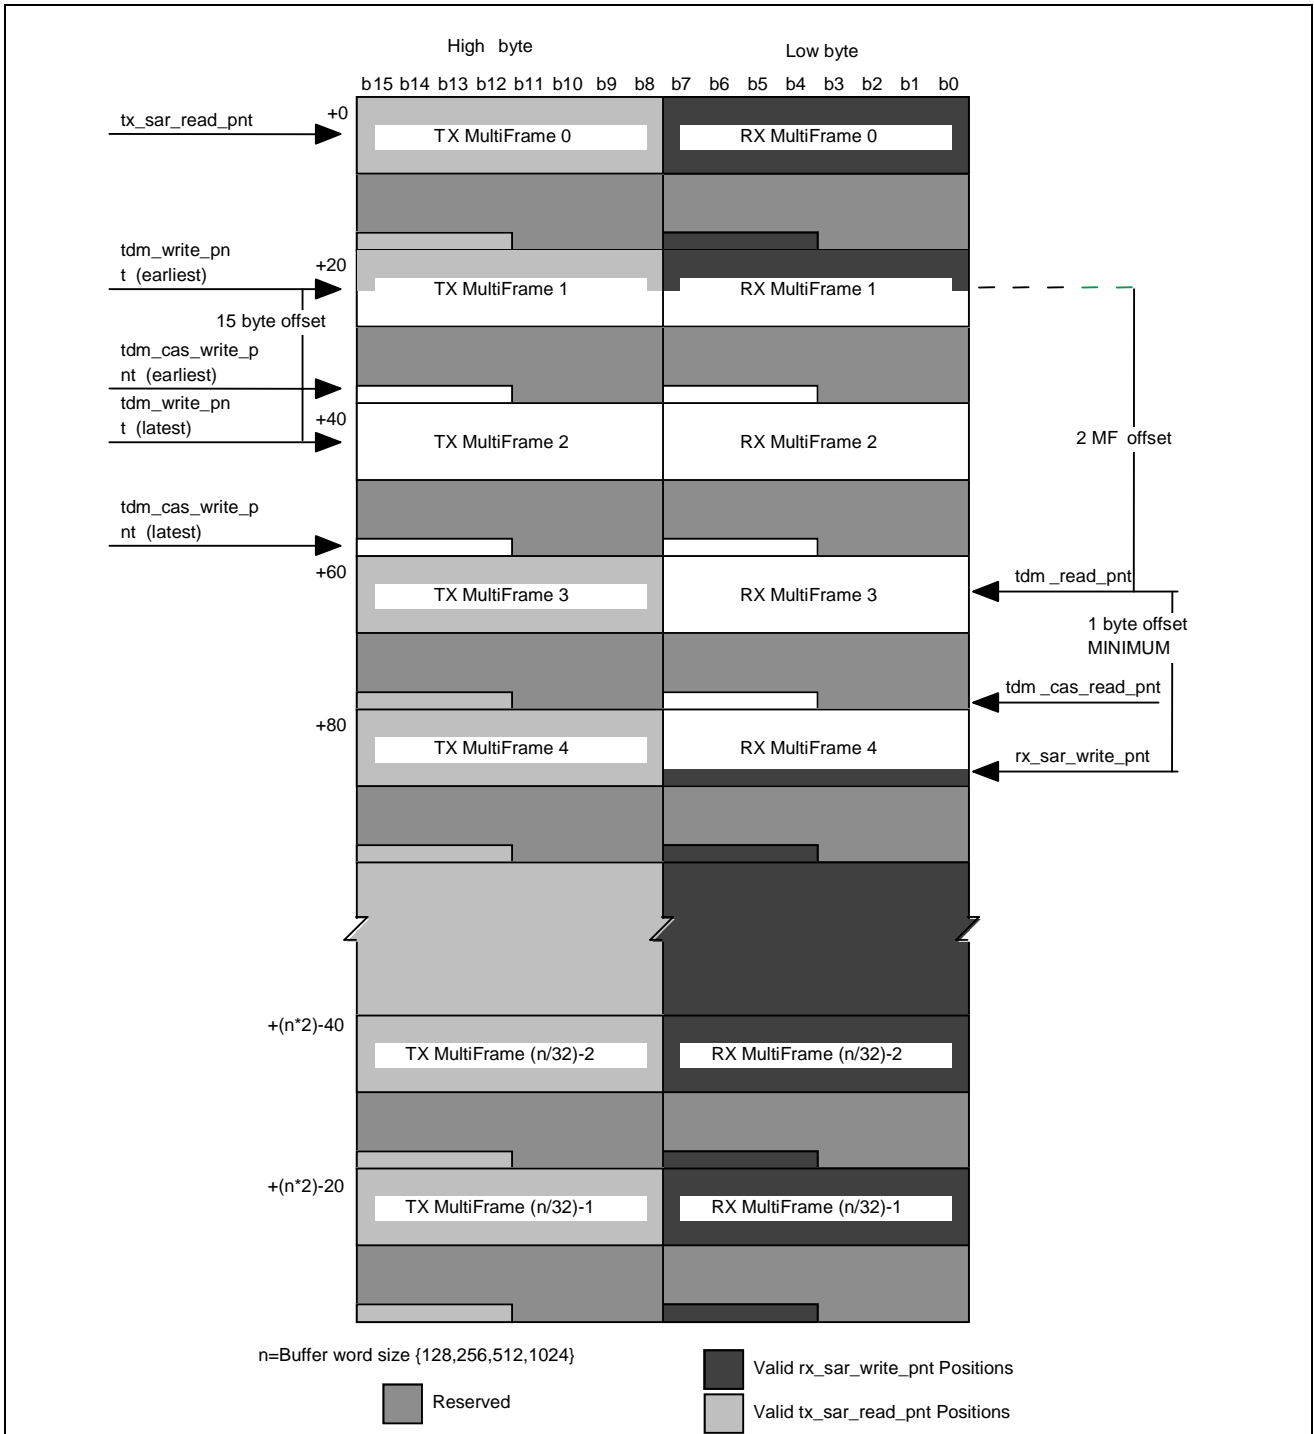 High byte
Low byte
b15 b14 b13 b12 b11 b10 b9 b8 b7 b6 b5 b4 b3 b2 b1 b0
tx_sar_read_pnt
+0
TX MultiFrame 0
RX MultiFrame 0
tdm_write_pn
t (earliest)
+20
TX MultiFrame 1
RX MultiFrame 1
15 byte offset
tdm_cas_write_p
nt (earliest)
tdm_write_pn
t (latest)
+40
TX MultiFrame 2
RX MultiFrame 2
2 MF offset
tdm_cas_write_p
nt (latest)
+60
TX MultiFrame 3
RX MultiFrame 3
tdm _read_pnt
1 byte offset
MINIMUM
tdm _cas_read_pnt
+80
TX MultiFrame 4
RX MultiFrame 4
rx_sar_write_pnt
+(n*2)-40
TX MultiFrame (n/32)-2
RX MultiFrame (n/32)-2
+(n*2)-20
TX MultiFrame (n/32)-1
RX MultiFrame (n/32)-1
n=Buffer word size {128,256,512,1024}
Valid rx_sar_write_pnt Positions
Reserved
Valid tx_sar_read_pnt Positions